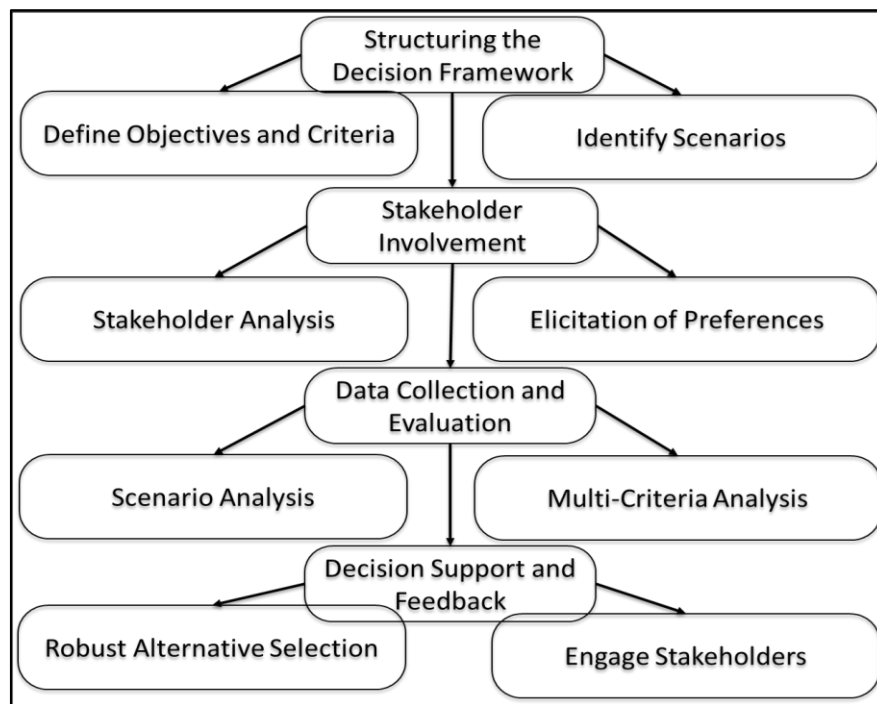 Structuring the
Decision Framework
Define Objectives and Criteria
Identify Scenarios
Stakeholder
Involvement
Stakeholder Analysis
Elicitation of Preferences
Data Collection and
Evaluation
Scenario Analysis
Multi-Criteria Analysis
Decision Support and
Feedback
Robust Alternative Selection
Engage Stakeholders